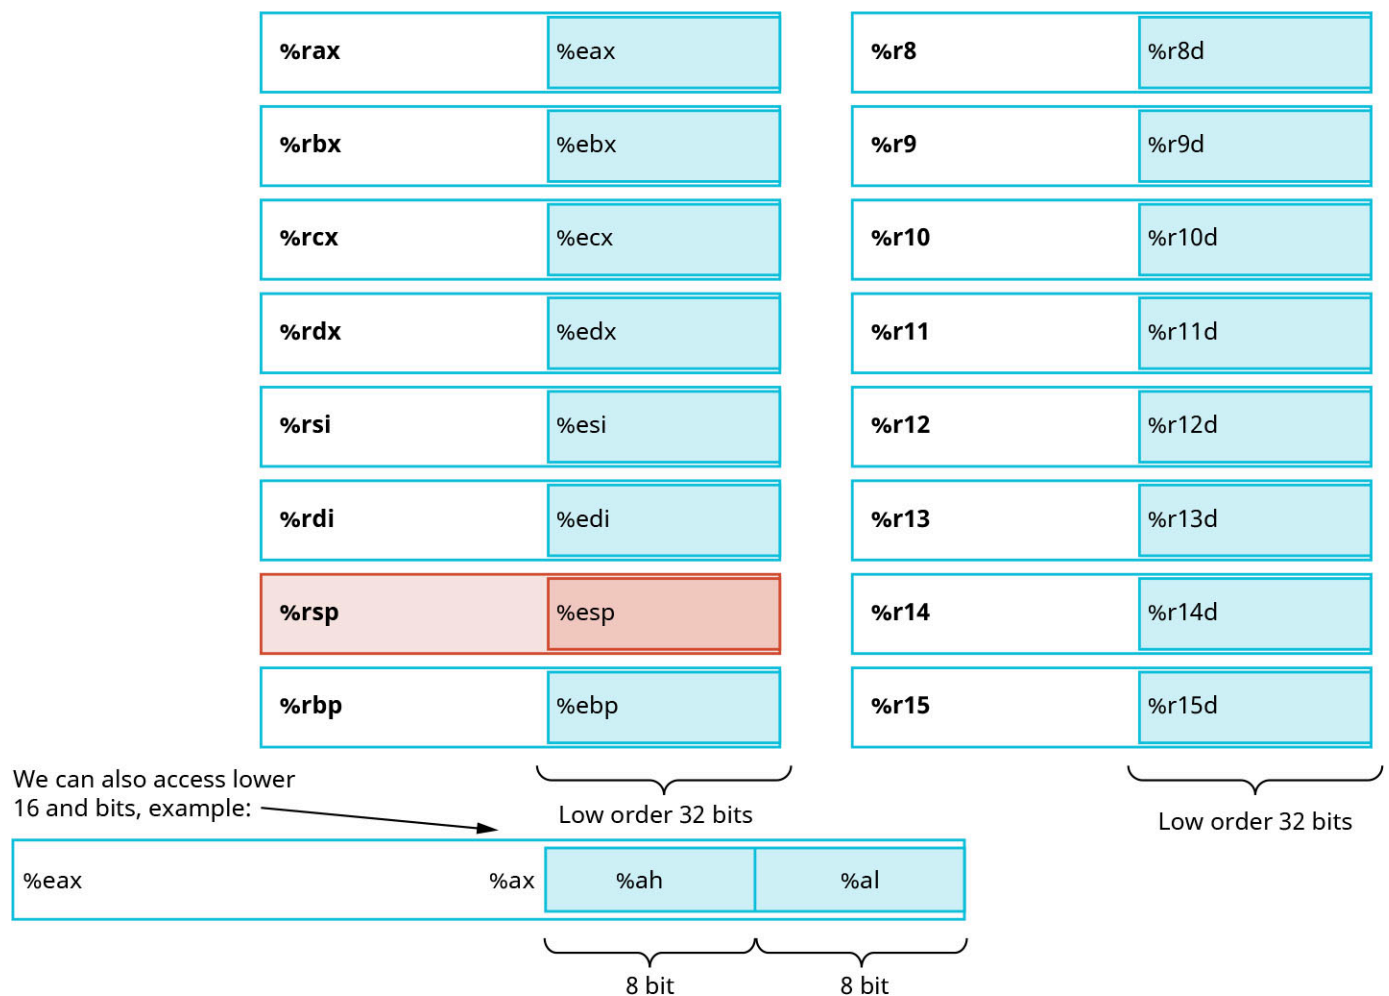 %rax %eax
%rbx %ebx
%rcx %ecx
%rdx %edx
%rsi %esi
%rdi %edi
%rsp %esp
%rbp %ebp
Low order 32 bits
%r8 %r8d
%r9 %r9d
%r10 %r10d
%r11 %r11d
%r12 %r12d
%r13 %r13d
%r14 %r14d
%r15 %r15d
Low order 32 bits
We can also access lower
16 and bits, example:
%eax %ax %ah %al
8 bit 8 bit